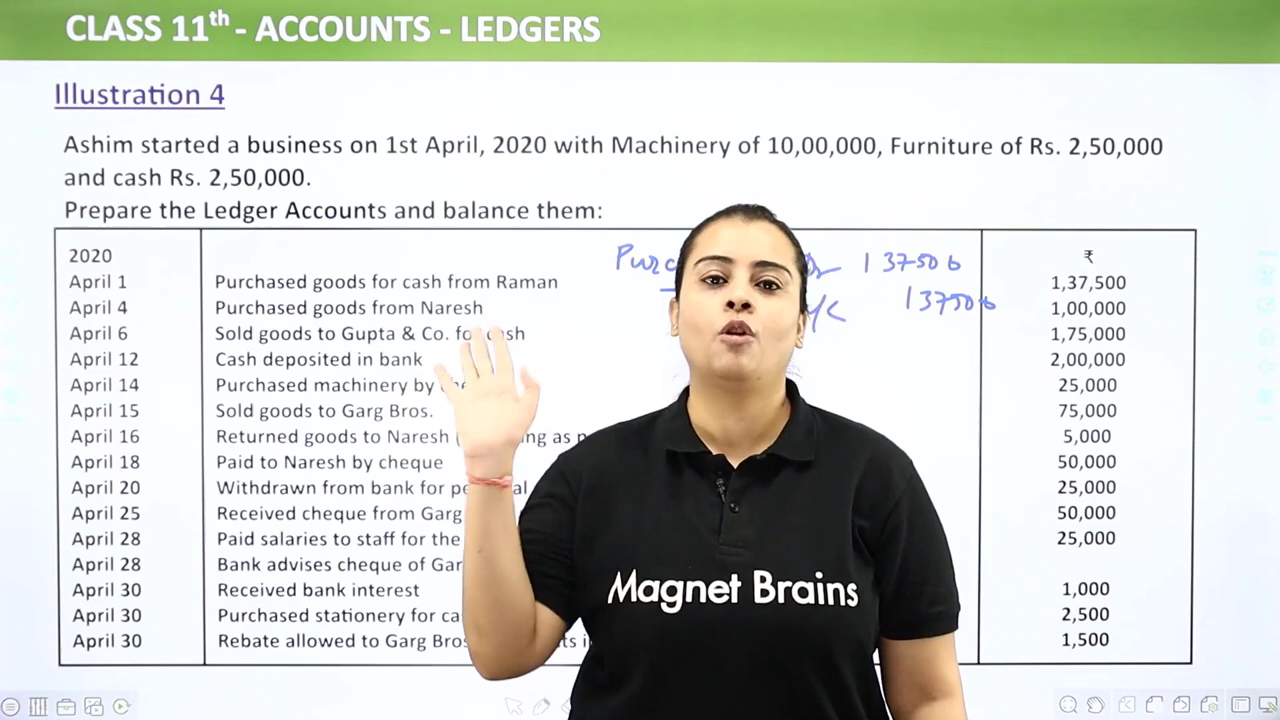 CLASS 11th - ACCOUNTS - LEDGERS
Illustration 4
Ashim started a business on 1st April, 2020 with Machinery of 10,00,000, Furniture of Rs. 2,50,000
and cash Rs. 2,50,000.
Prepare the Ledger Accounts and balance them:
2020 ₹
137506
137506
April 1 Purchased goods for cash from Raman 1,37,500
April 4 Purchased goods from Naresh 1,00,000
April 6 Sold goods to Gupta & Co. for cash 1,75,000
April 12 Cash deposited in bank 2,00,000
April 14 Purchased machinery by 25,000
April 15 Sold goods to Garg Bros. 75,000
April 16 Returned goods to Naresh 5,000
April 18 Paid to Naresh by cheque 50,000
April 20 Withdrawn from bank for 25,000
April 25 Received cheque from Garg 50,000
April 28 Paid salaries to staff for the 25,000
April 28 Bank advises cheque of
April 30 Received bank interest 1,000
April 30 Purchased stationery for 2,500
April 30 Rebate allowed to Garg 1,500
Magnet Brains